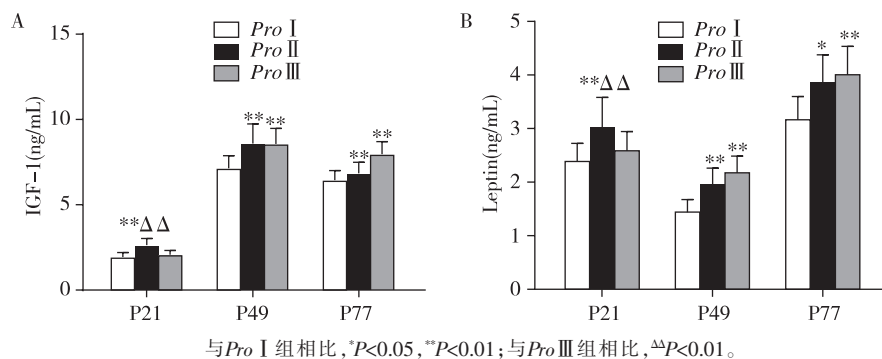 A
Pro Ⅰ
Pro Ⅱ
Pro Ⅲ
IGF-1(ng/mL)
15
10
5
0
**ΔΔ
** **
** **
P21 P49 P77
B
Pro Ⅰ
Pro Ⅱ
Pro Ⅲ
Leptin(ng/mL)
5
4
3
2
1
0
**ΔΔ
** **
* **
P21 P49 P77
与Pro Ⅰ组相比,*P<0.05,**P<0.01;与Pro Ⅲ组相比,ΔΔP<0.01。